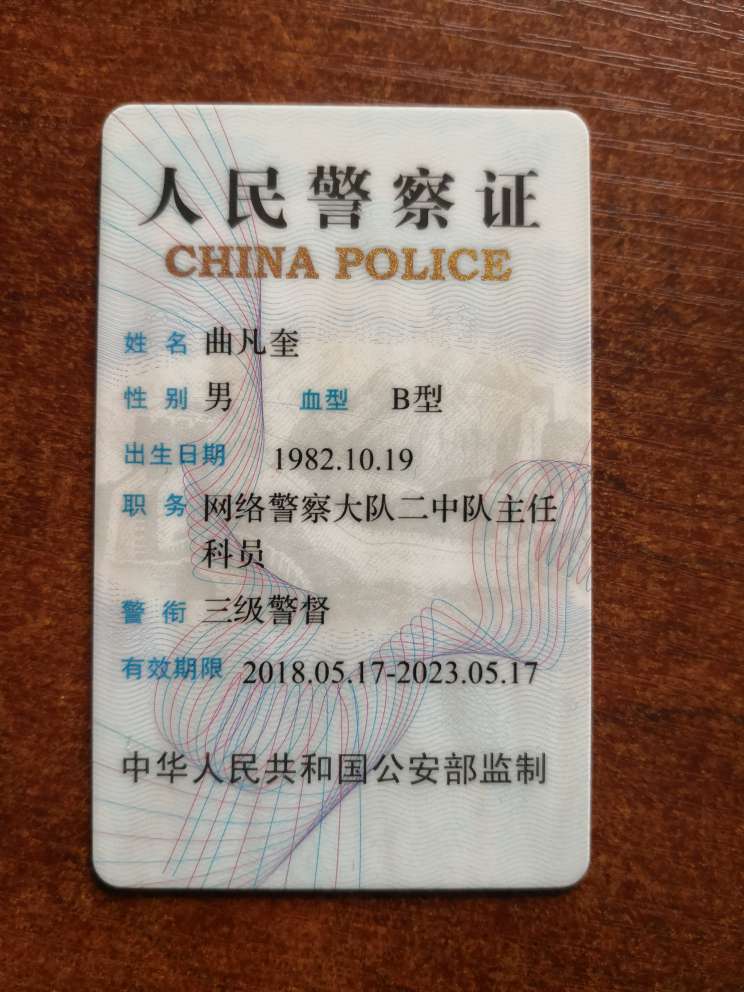 人民警察证
CHINA POLICE
姓名 曲凡奎
性别 男 血型 B型
出生日期 1982.10.19
职务 网络警察大队二中队主任
科员
警衔 三级警督
有效期限 2018.05.17-2023.05.17
中华人民共和国公安部监制